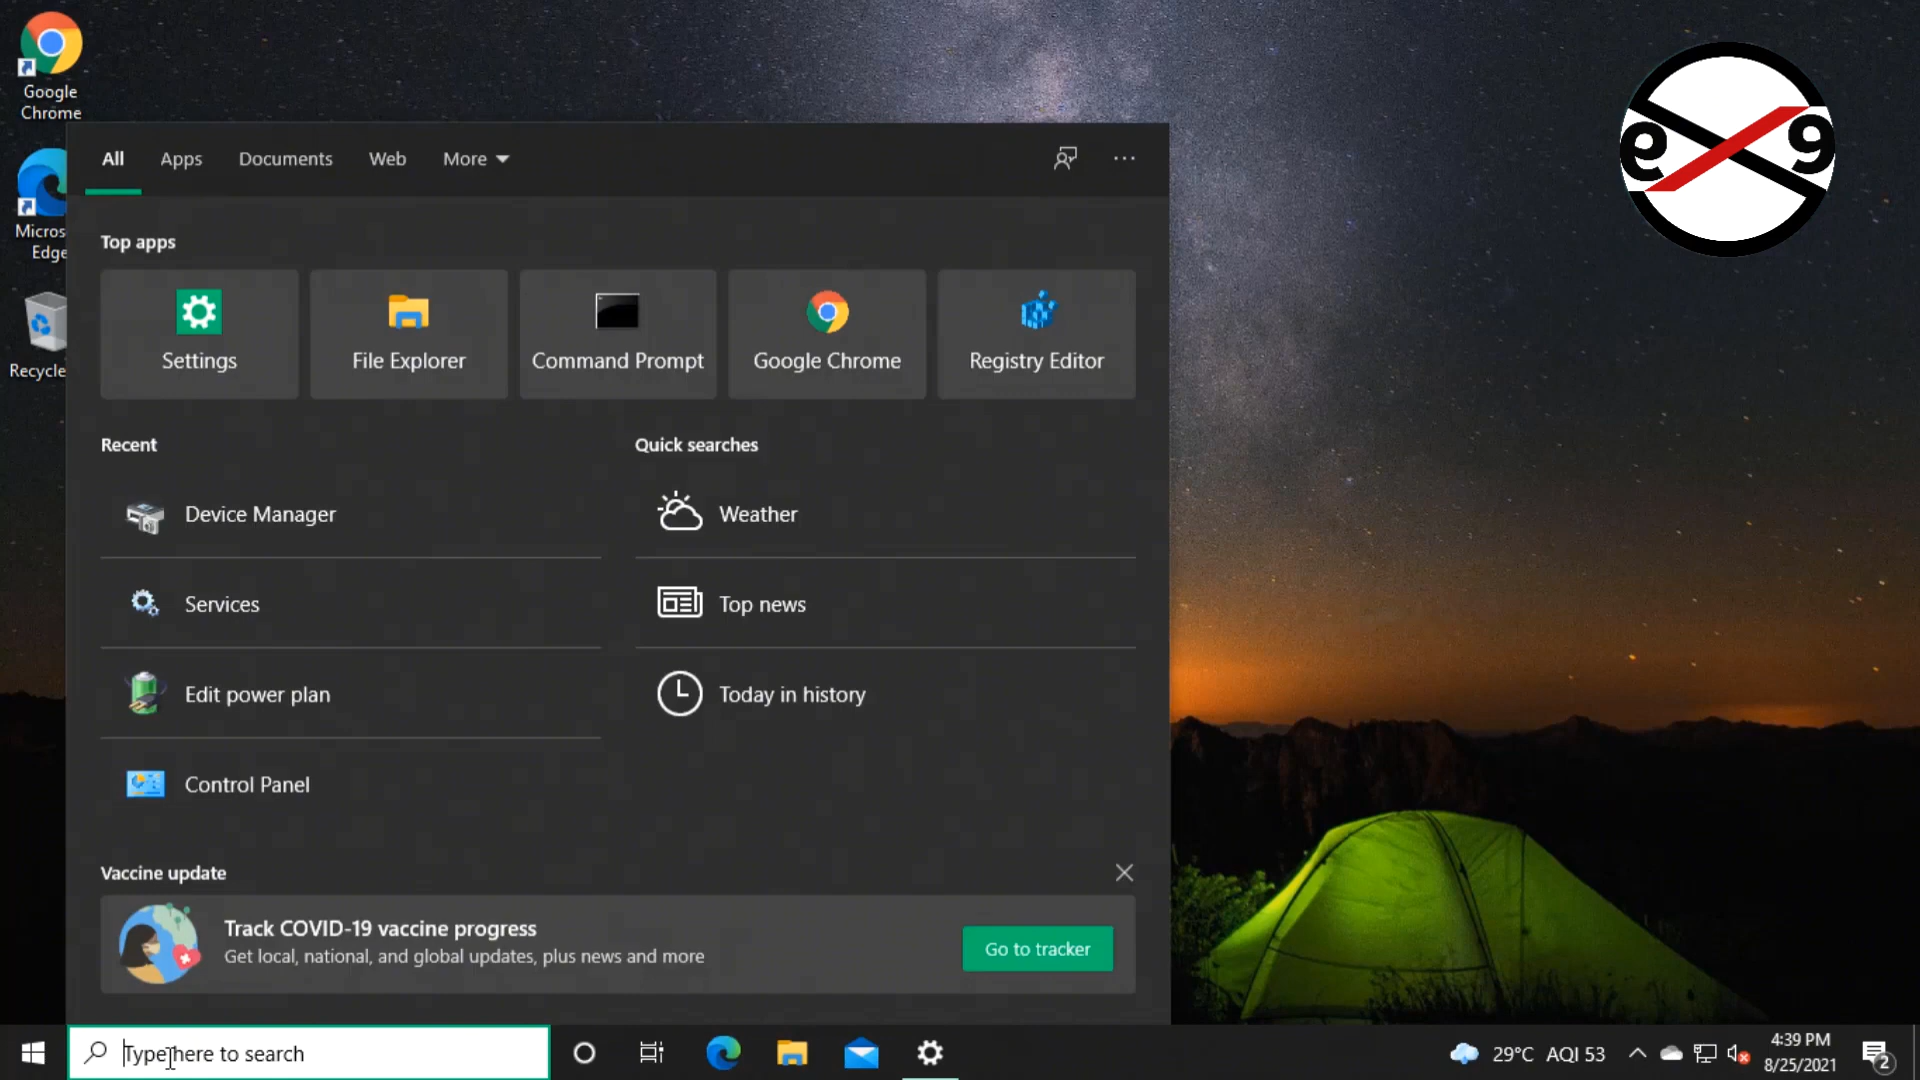 Google
Chrome
Micros
Edge
Recycle
All
Apps
Documents
Web
More
Top apps
Settings
File Explorer
Command Prompt
Google Chrome
Registry Editor
Recent
Quick searches
Device Manager
Weather
Services
Top news
Edit power plan
Today in history
Control Panel
Vaccine update
Track COVID-19 vaccine progress
Get local, national, and global updates, plus news and more
Go to tracker
Type here to search
29°C AQI 53
4:39 PM
8/25/2021
2
e 9